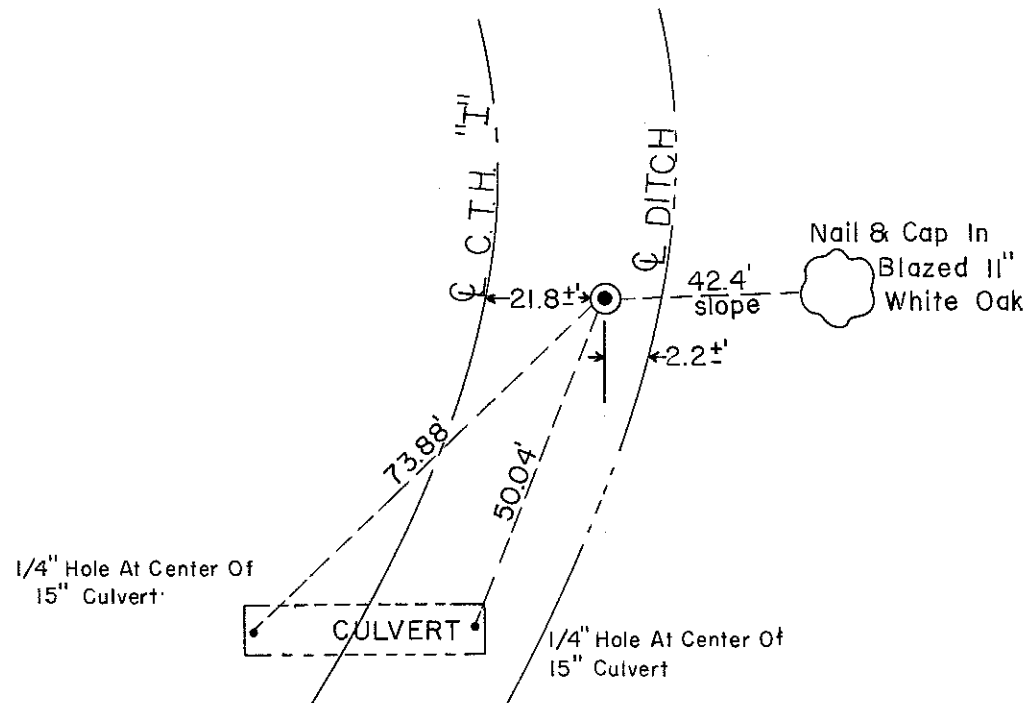 ℄ C.T.H. "I"
℄ DITCH
21.8±'
42.4'
slope
Nail & Cap In
Blazed 11"
White Oak
2.2±'
73.88'
50.04'
1/4" Hole At Center Of
15" Culvert
CULVERT
1/4" Hole At Center Of
15" Culvert